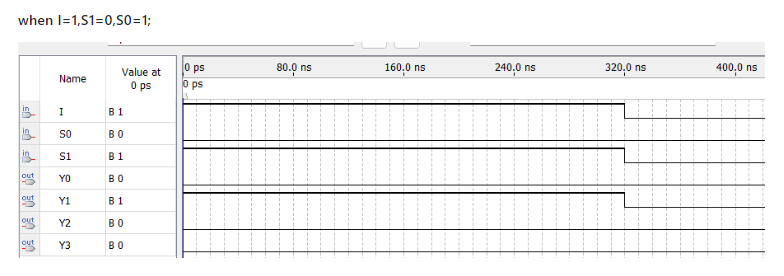 when I=1,S1=0,S0=1;
Name Value at 0 ps 0 ps 80.0 ns 160.0 ns 240.0 ns 320.0 ns 400.0 ns
0 ps
in I B 1
in S0 B 0
in S1 B 1
out Y0 B 0
out Y1 B 1
out Y2 B 0
out Y3 B 0